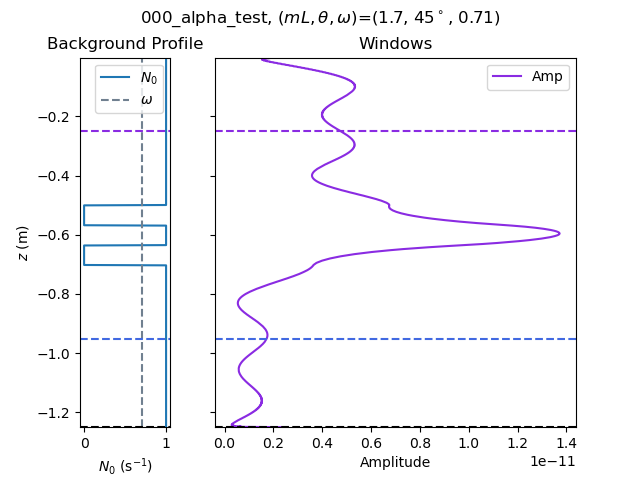 000_alpha_test, (mL, θ, ω)=(1.7, 45°, 0.71)
Background Profile
Windows
N₀
ω
Amp
−0.2
−0.4
−0.6
−0.8
−1.0
−1.2
z (m)
0 1
0.0 0.2 0.4 0.6 0.8 1.0 1.2 1.4
N₀ (s⁻¹)
Amplitude
1e−11